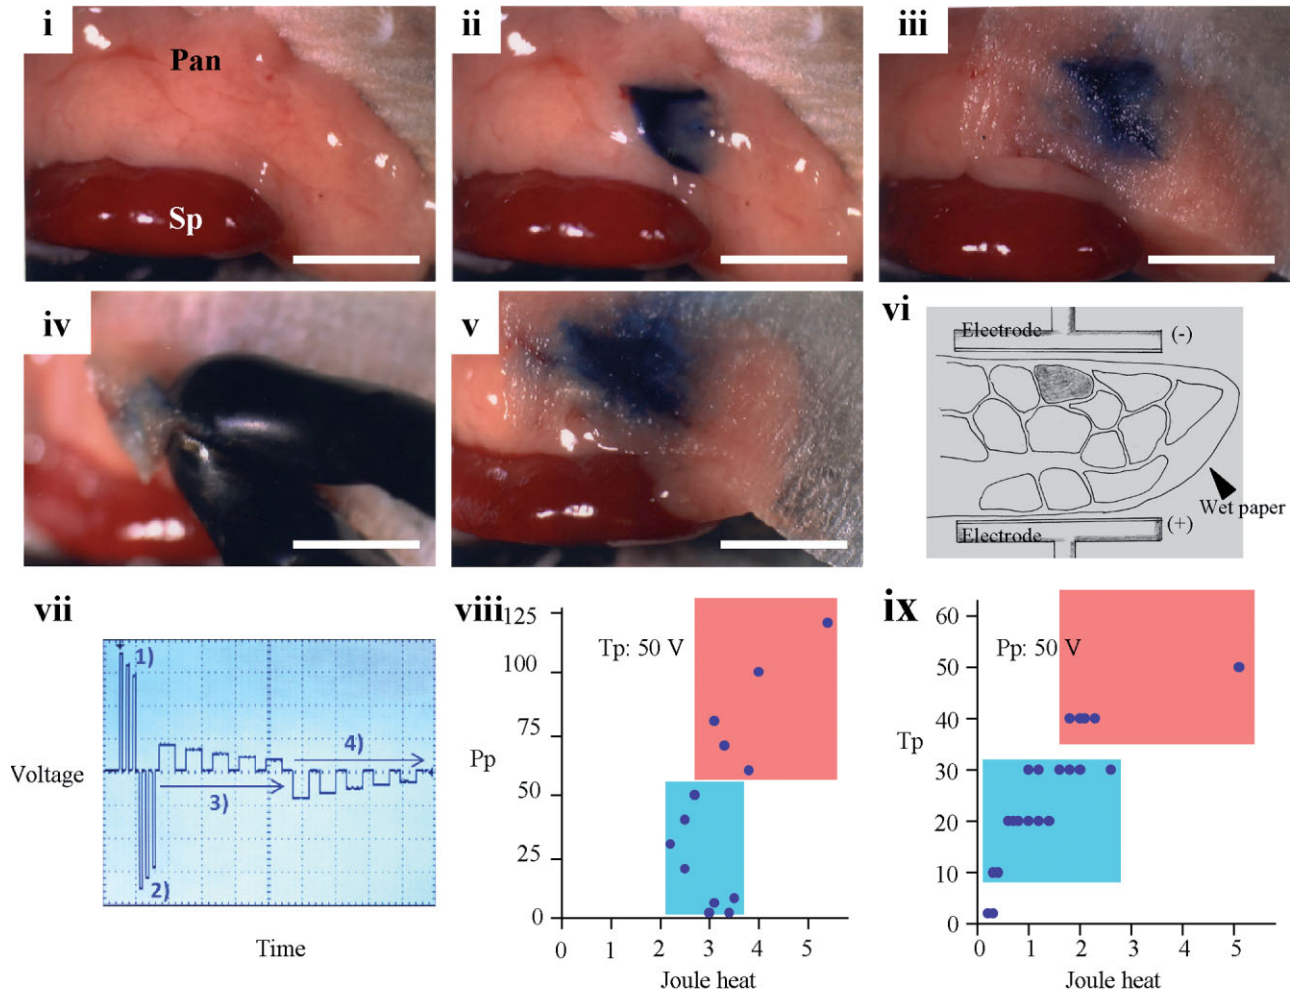 i
Pan
Sp
ii
iii
iv
v
vi
Electrode
(-)
Wet paper
Electrode
(+)
vii
1)
2)
3)
4)
Voltage
Time
viii
125
100
75
50
25
0
Pp
Tp: 50 V
0 1 2 3 4 5
Joule heat
ix
60
50
40
30
20
10
0
Tp
Pp: 50 V
0 1 2 3 4 5
Joule heat